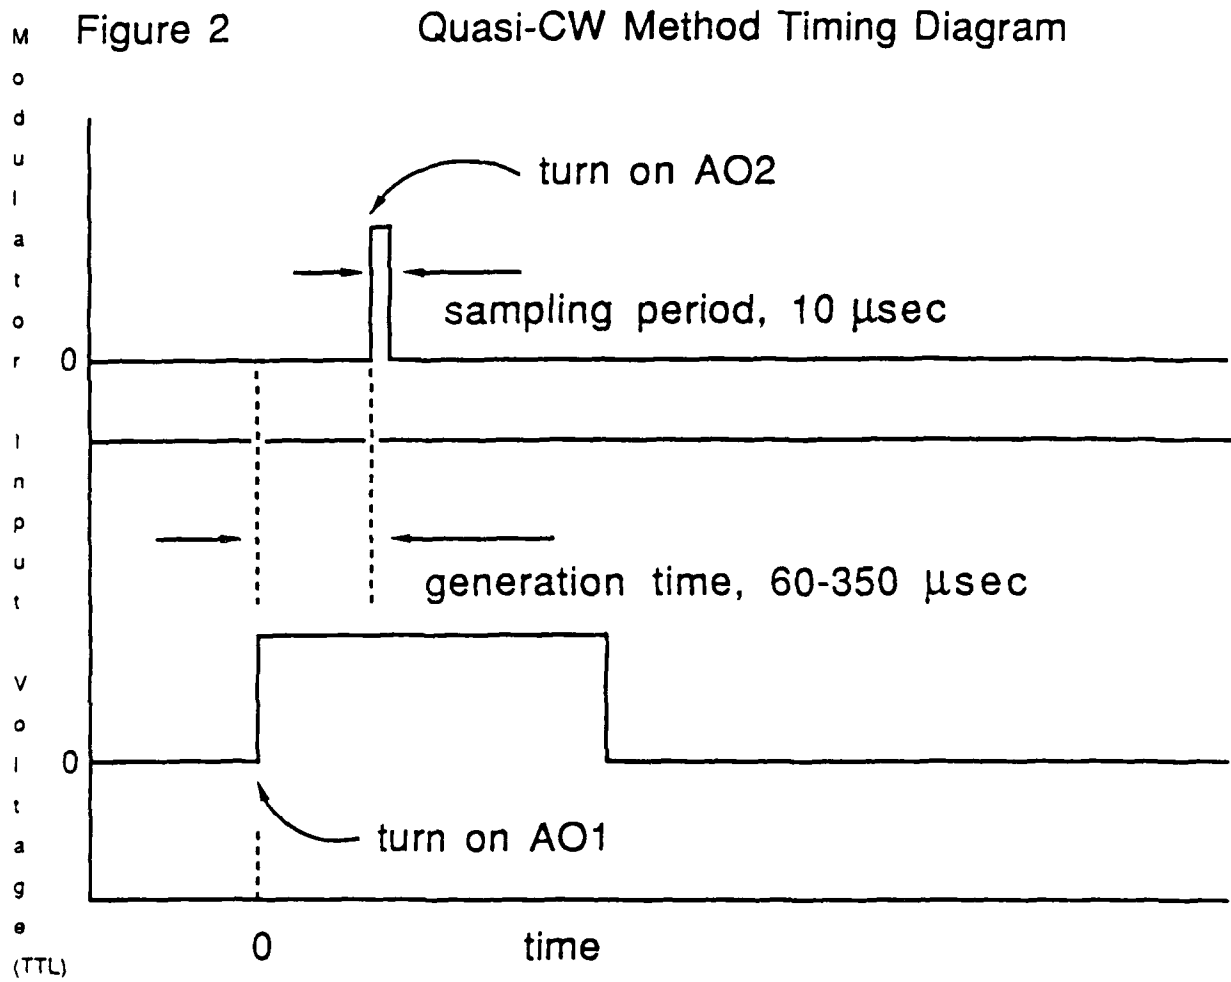 Figure 2
Quasi-CW Method Timing Diagram
Modulator Input Voltage
(TTL)
turn on AO2
sampling period, 10 μsec
0
generation time, 60-350 μsec
0
turn on AO1
0
time